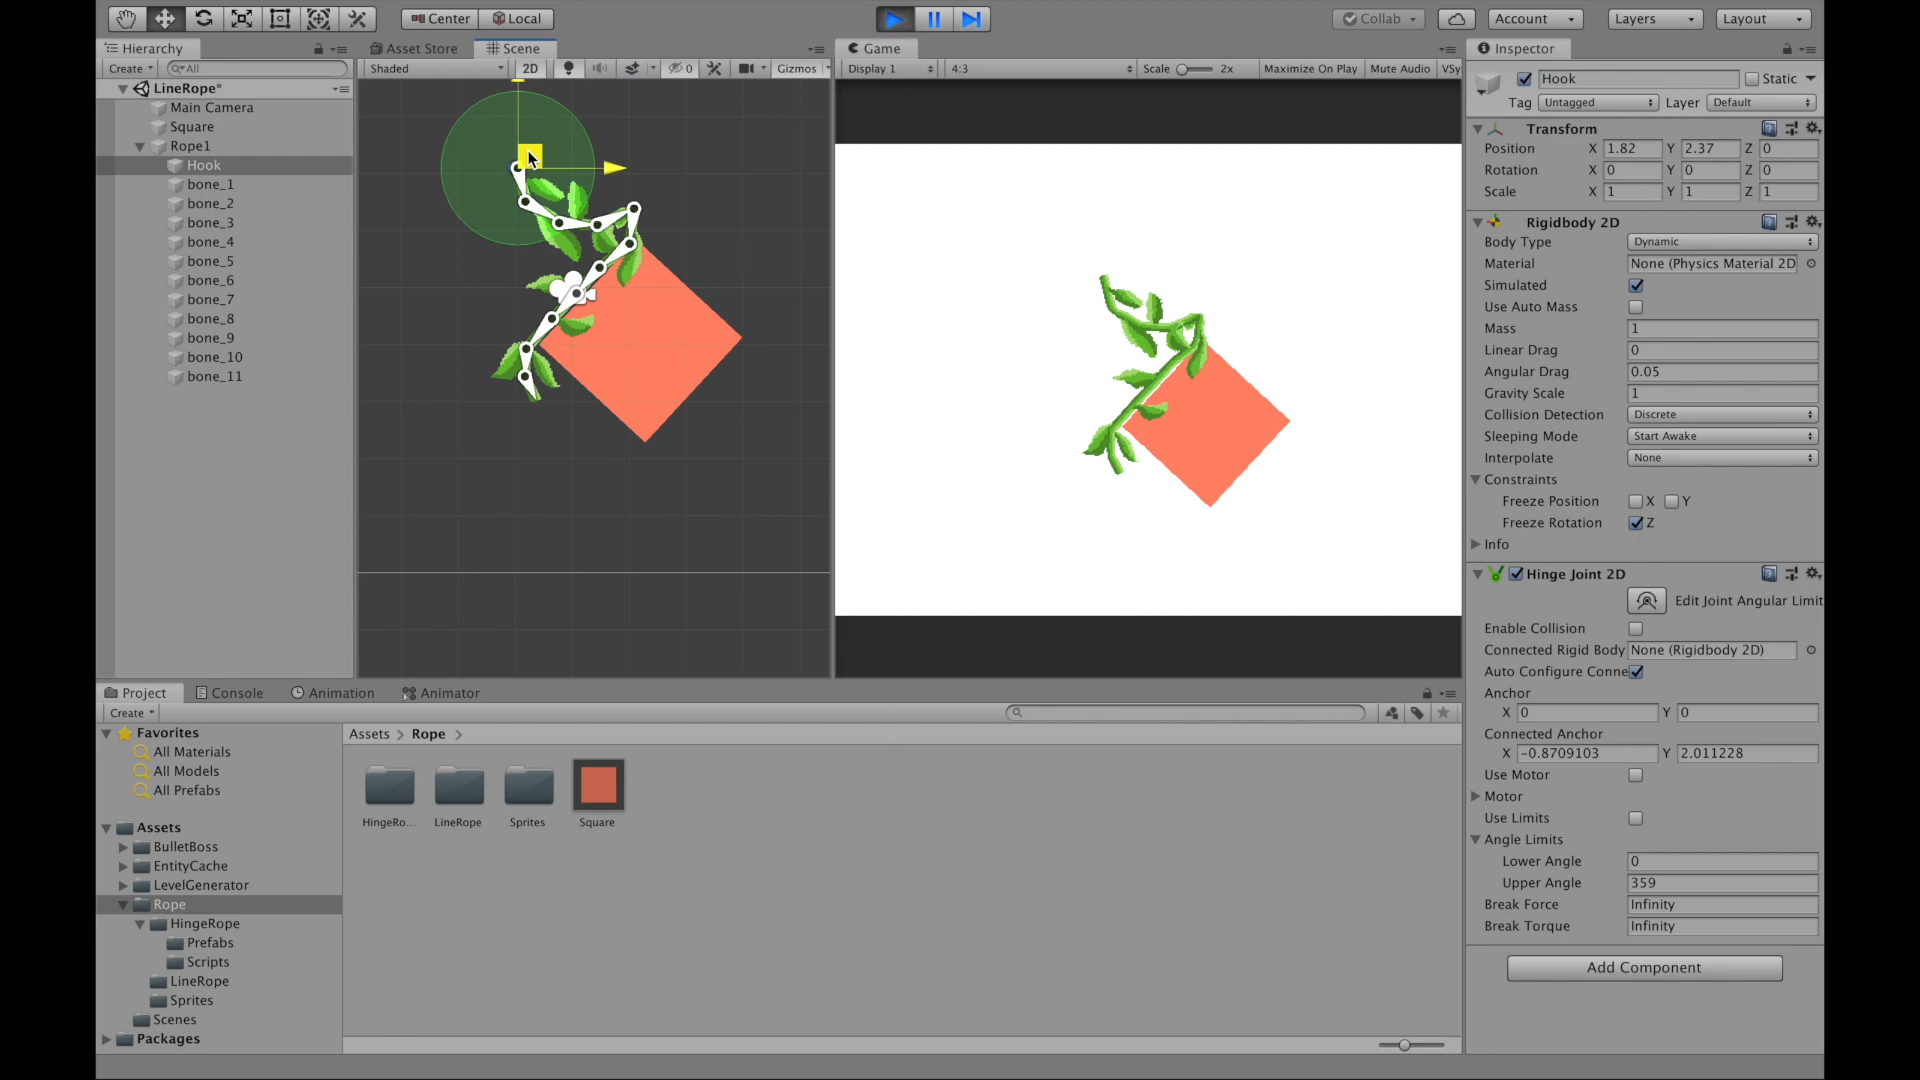 Center
Local
Collab
Account
Layers
Layout
Hierarchy
Asset Store
Scene
Game
Inspector
Create
All
Shaded
2D
0
Gizmos
Display 1
4:3
Scale
2x
Maximize On Play
Mute Audio
VSy
LineRope*
Main Camera
Square
Rope1
Hook
bone_1
bone_2
bone_3
bone_4
bone_5
bone_6
bone_7
bone_8
bone_9
bone_10
bone_11
Hook
Static
Tag Untagged Layer Default
Transform
Position X 1.82 Y 2.37 Z 0
Rotation X 0 Y 0 Z 0
Scale X 1 Y 1 Z 1
Rigidbody 2D
Body Type Dynamic
Material None (Physics Material 2D
Simulated
Use Auto Mass
Mass 1
Linear Drag 0
Angular Drag 0.05
Gravity Scale 1
Collision Detection Discrete
Sleeping Mode Start Awake
Interpolate None
Constraints
Freeze Position X Y
Freeze Rotation Z
Info
Hinge Joint 2D
Edit Joint Angular Limit
Enable Collision
Connected Rigid Body None (Rigidbody 2D)
Auto Configure Conne
Anchor
X 0 Y 0
Connected Anchor
X -0.8709103 Y 2.011228
Use Motor
Motor
Use Limits
Angle Limits
Lower Angle 0
Upper Angle 359
Break Force Infinity
Break Torque Infinity
Add Component
Project
Console
Animation
Animator
Create
Favorites
All Materials
All Models
All Prefabs
Assets
BulletBoss
EntityCache
LevelGenerator
Rope
HingeRope
Prefabs
Scripts
LineRope
Sprites
Scenes
Packages
Assets > Rope >
HingeRo...
LineRope
Sprites
Square